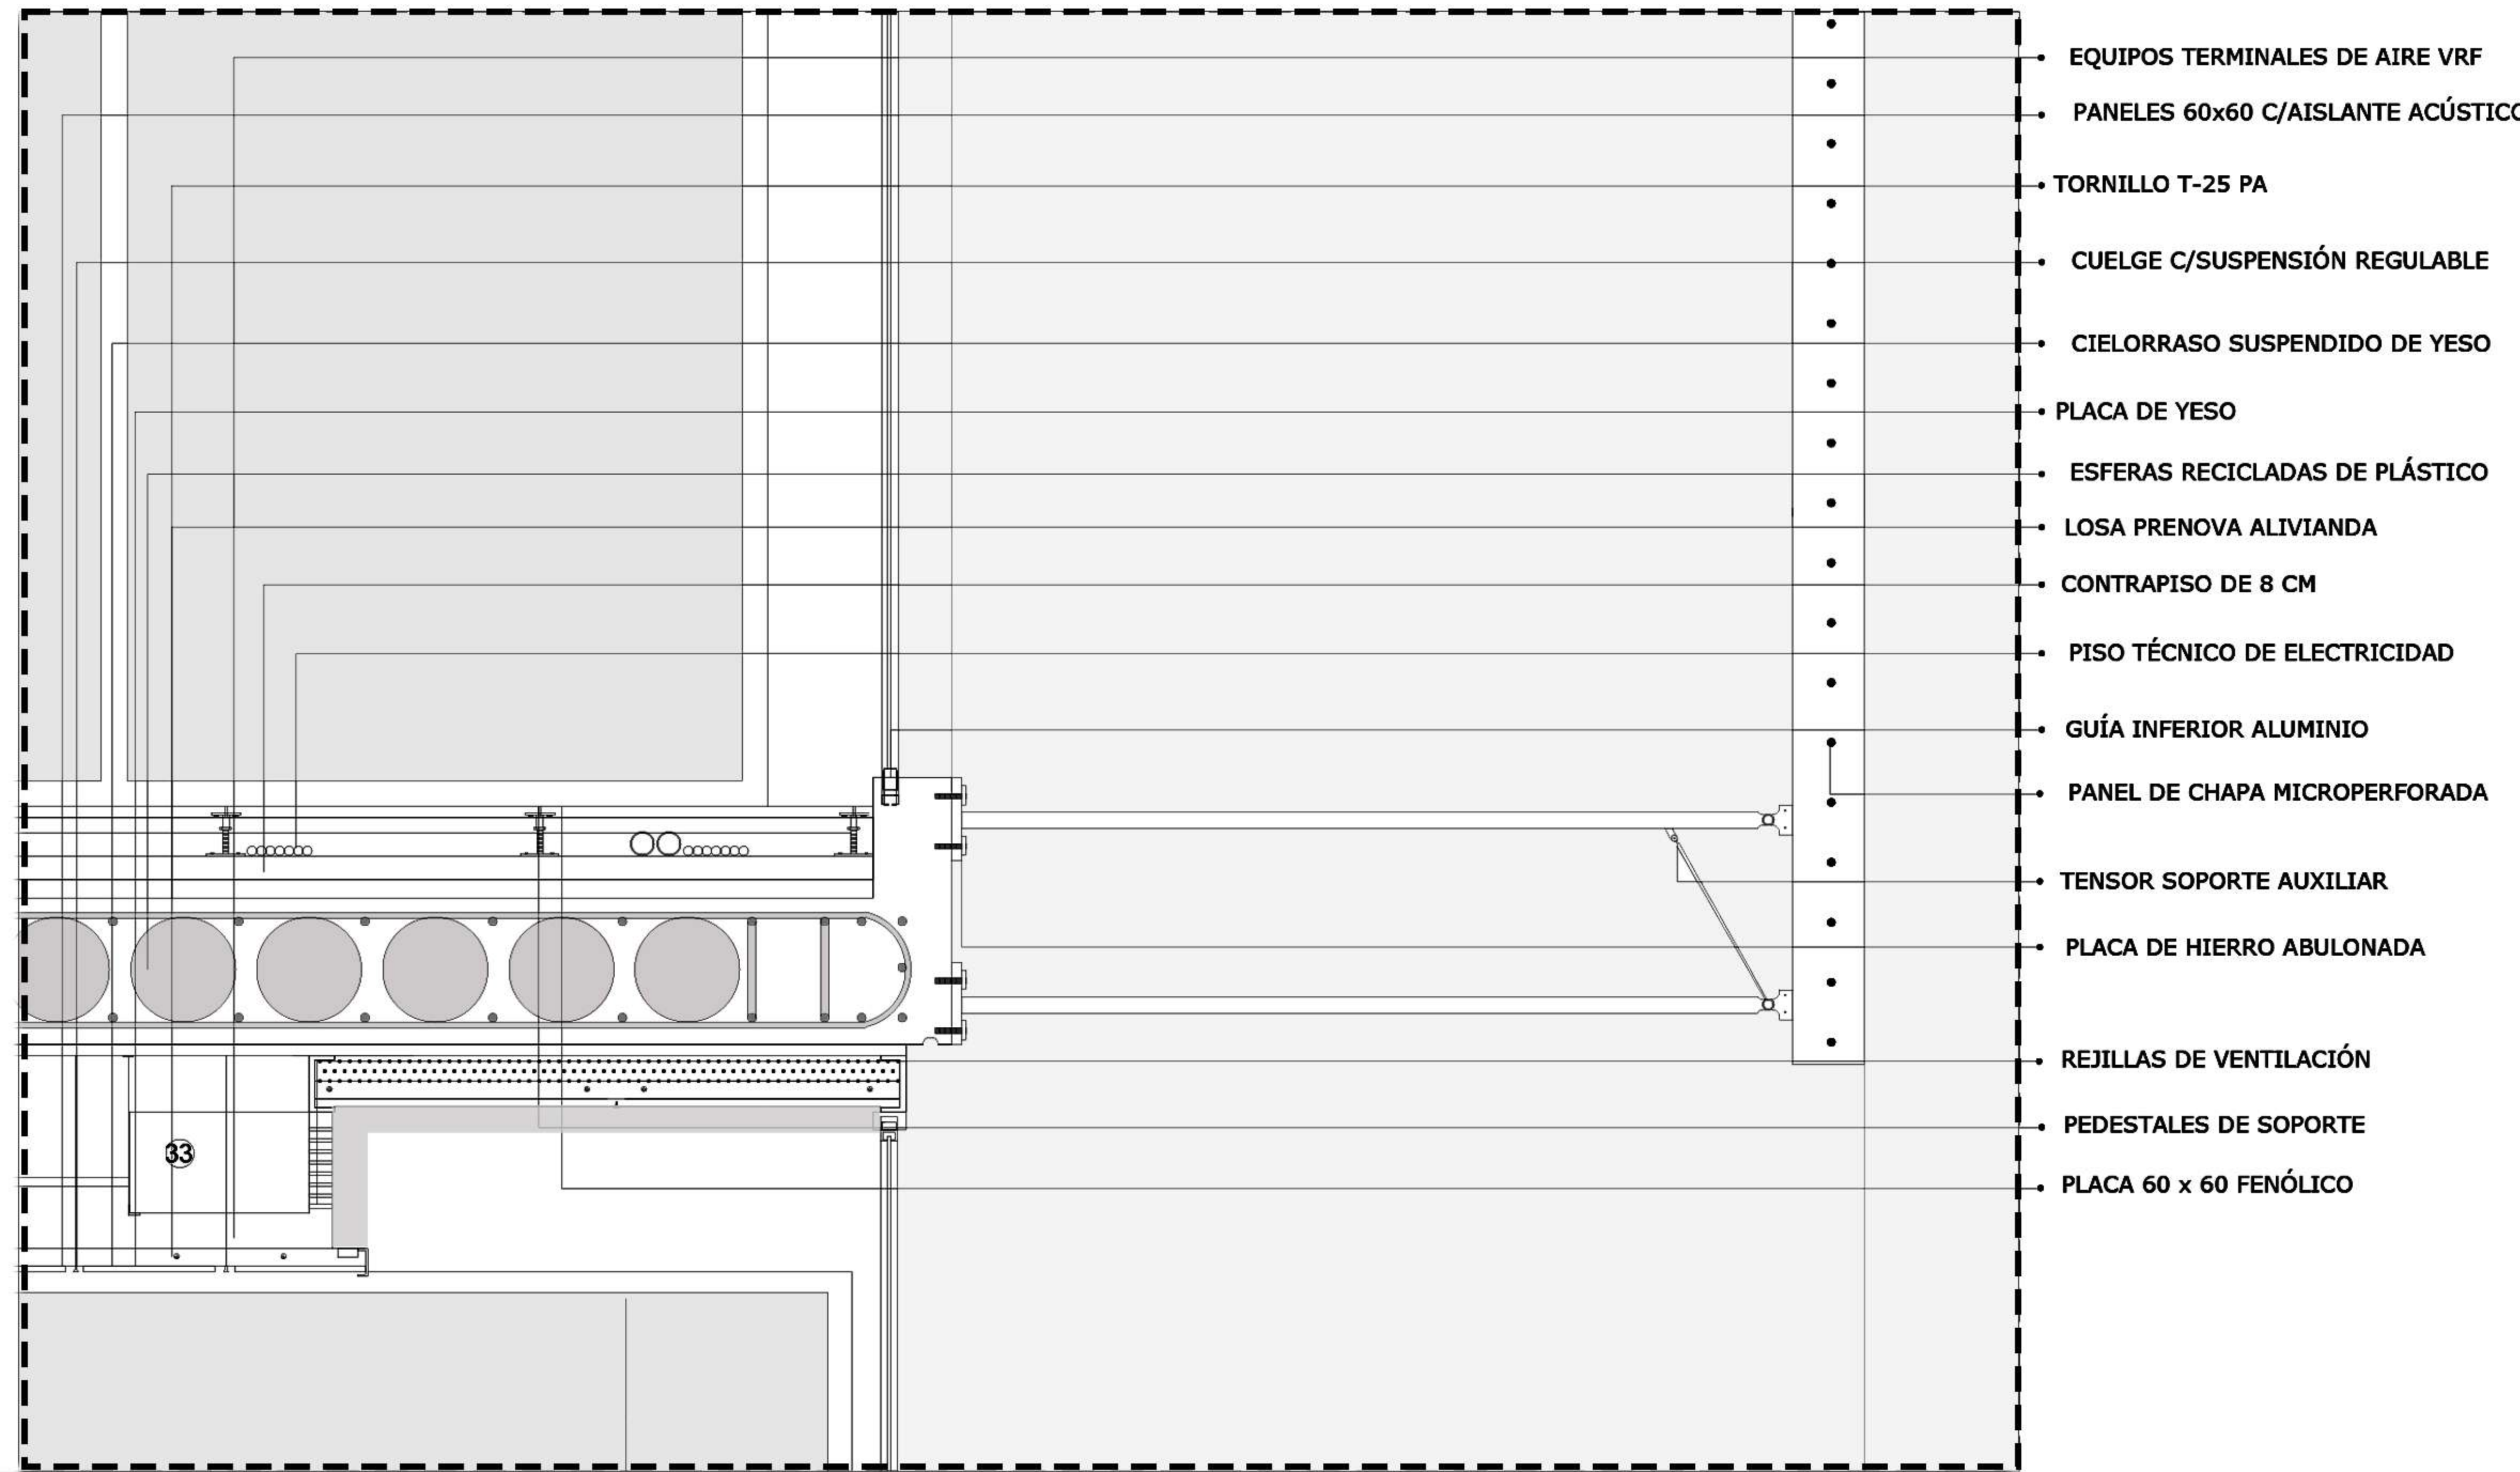 EQUIPOS TERMINALES DE AIRE VRF
PANELES 60x60 C/AISLANTE ACÚSTICO
TORNILLO T-25 PA
CUELGE C/SUSPENSIÓN REGULABLE
CIELORRASO SUSPENDIDO DE YESO
PLACA DE YESO
ESFERAS RECICLADAS DE PLÁSTICO
LOSA PRENOVA ALIVIANDA
CONTRAPISO DE 8 CM
PISO TÉCNICO DE ELECTRICIDAD
GUÍA INFERIOR ALUMINIO
PANEL DE CHAPA MICROPERFORADA
TENSOR SOPORTE AUXILIAR
PLACA DE HIERRO ABULONADA
REJILLAS DE VENTILACIÓN
PEDESTALES DE SOPORTE
33
PLACA 60 x 60 FENÓLICO